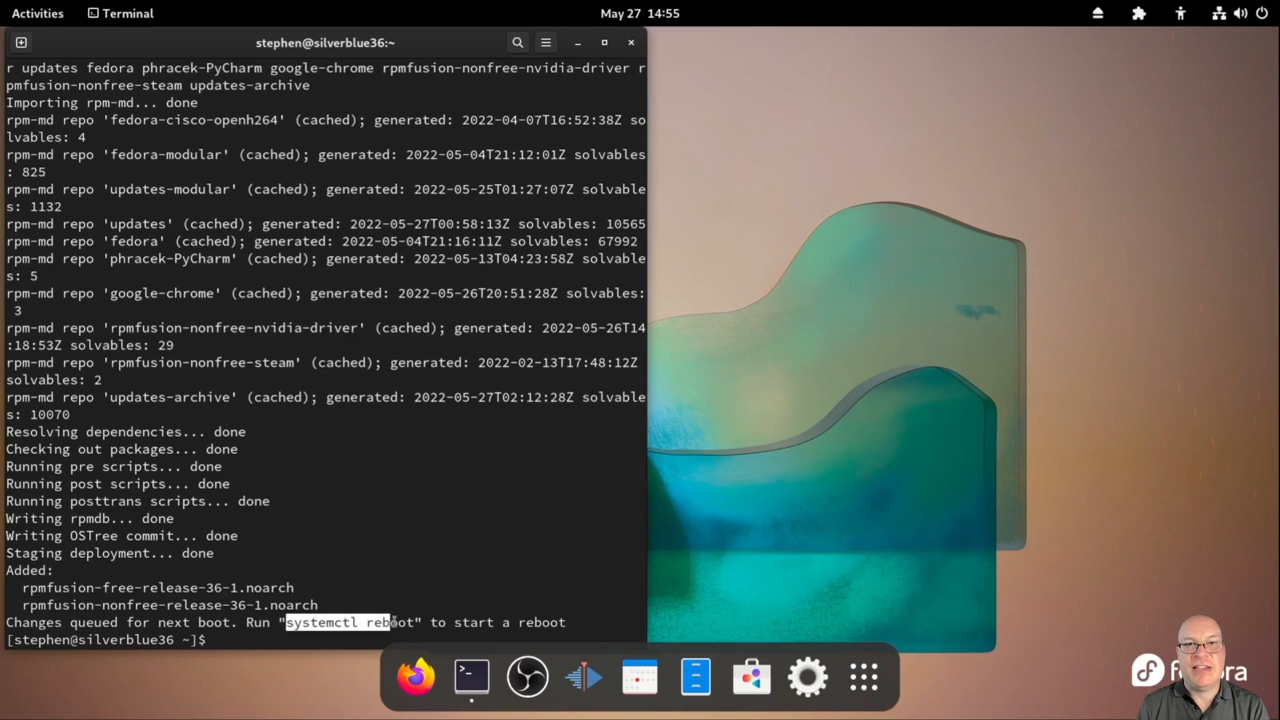 Activities
Terminal
May 27 14:55
stephen@silverblue36:~
r updates fedora phracek-PyCharm google-chrome rpmfusion-nonfree-nvidia-driver r
pmfusion-nonfree-steam updates-archive
Importing rpm-md... done
rpm-md repo 'fedora-cisco-openh264' (cached); generated: 2022-04-07T16:52:38Z so
lvables: 4
rpm-md repo 'fedora-modular' (cached); generated: 2022-05-04T21:12:01Z solvables
: 825
rpm-md repo 'updates-modular' (cached); generated: 2022-05-25T01:27:07Z solvable
s: 1132
rpm-md repo 'updates' (cached); generated: 2022-05-27T00:58:13Z solvables: 10565
rpm-md repo 'fedora' (cached); generated: 2022-05-04T21:16:11Z solvables: 67992
rpm-md repo 'phracek-PyCharm' (cached); generated: 2022-05-13T04:23:58Z solvable
s: 5
rpm-md repo 'google-chrome' (cached); generated: 2022-05-26T20:51:28Z solvables:
3
rpm-md repo 'rpmfusion-nonfree-nvidia-driver' (cached); generated: 2022-05-26T14
:18:53Z solvables: 29
rpm-md repo 'rpmfusion-nonfree-steam' (cached); generated: 2022-02-13T17:48:12Z
solvables: 2
rpm-md repo 'updates-archive' (cached); generated: 2022-05-27T02:12:28Z solvable
s: 10070
Resolving dependencies... done
Checking out packages... done
Running pre scripts... done
Running post scripts... done
Running posttrans scripts... done
Writing rpmdb... done
Writing OSTree commit... done
Staging deployment... done
Added:
rpmfusion-free-release-36-1.noarch
rpmfusion-nonfree-release-36-1.noarch
Changes queued for next boot. Run "systemctl reboot" to start a reboot
[stephen@silverblue36 ~]$